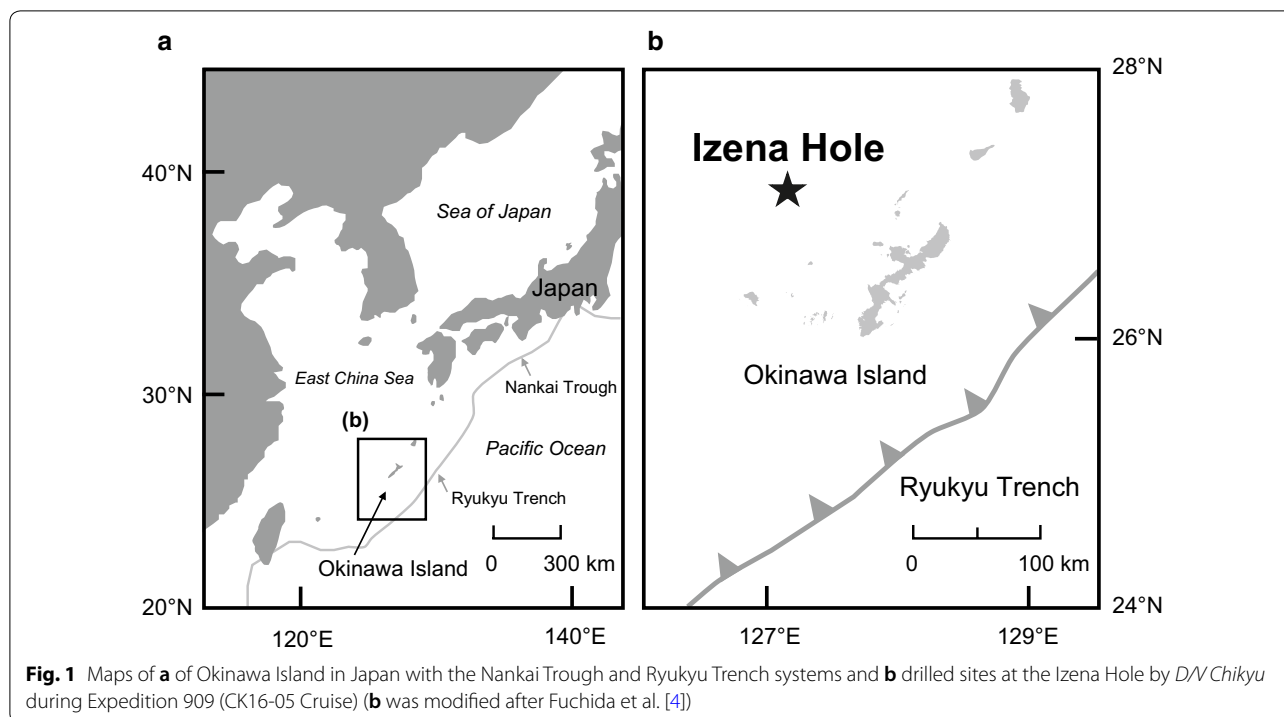 a
40°N
30°N
20°N
120°E
140°E
Sea of Japan
Japan
East China Sea
Nankai Trough
(b)
Pacific Ocean
Ryukyu Trench
Okinawa Island
0 300 km
b
Izena Hole
Okinawa Island
Ryukyu Trench
0 100 km
28°N
26°N
24°N
127°E
129°E
Fig. 1 Maps of a of Okinawa Island in Japan with the Nankai Trough and Ryukyu Trench systems and b drilled sites at the Izena Hole by D/V Chikyu
during Expedition 909 (CK16-05 Cruise) (b was modified after Fuchida et al. [4])